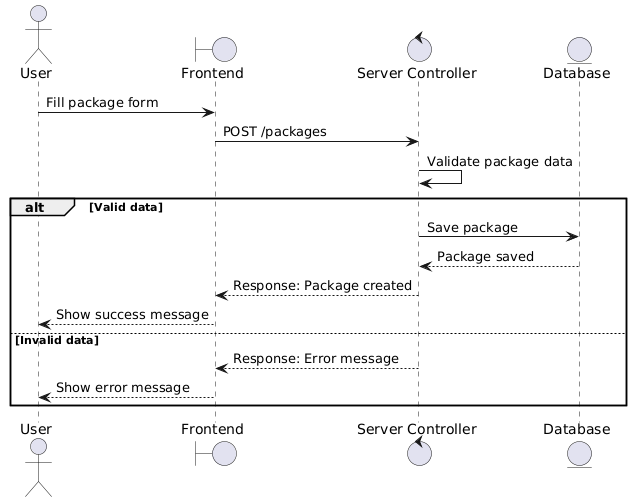 User
Frontend
Server Controller
Database
Fill package form
POST /packages
Validate package data
alt
[Valid data]
Save package
Package saved
Response: Package created
Show success message
[Invalid data]
Response: Error message
Show error message
User
Frontend
Server Controller
Database